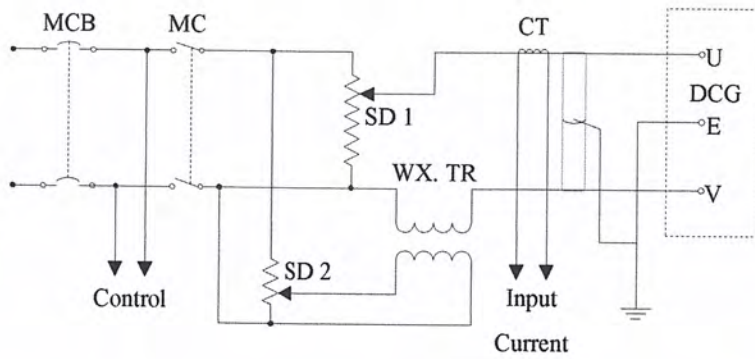 MCB
MC
CT
U
DCG
E
V
SD 1
WX. TR
SD 2
Control
Input
Current